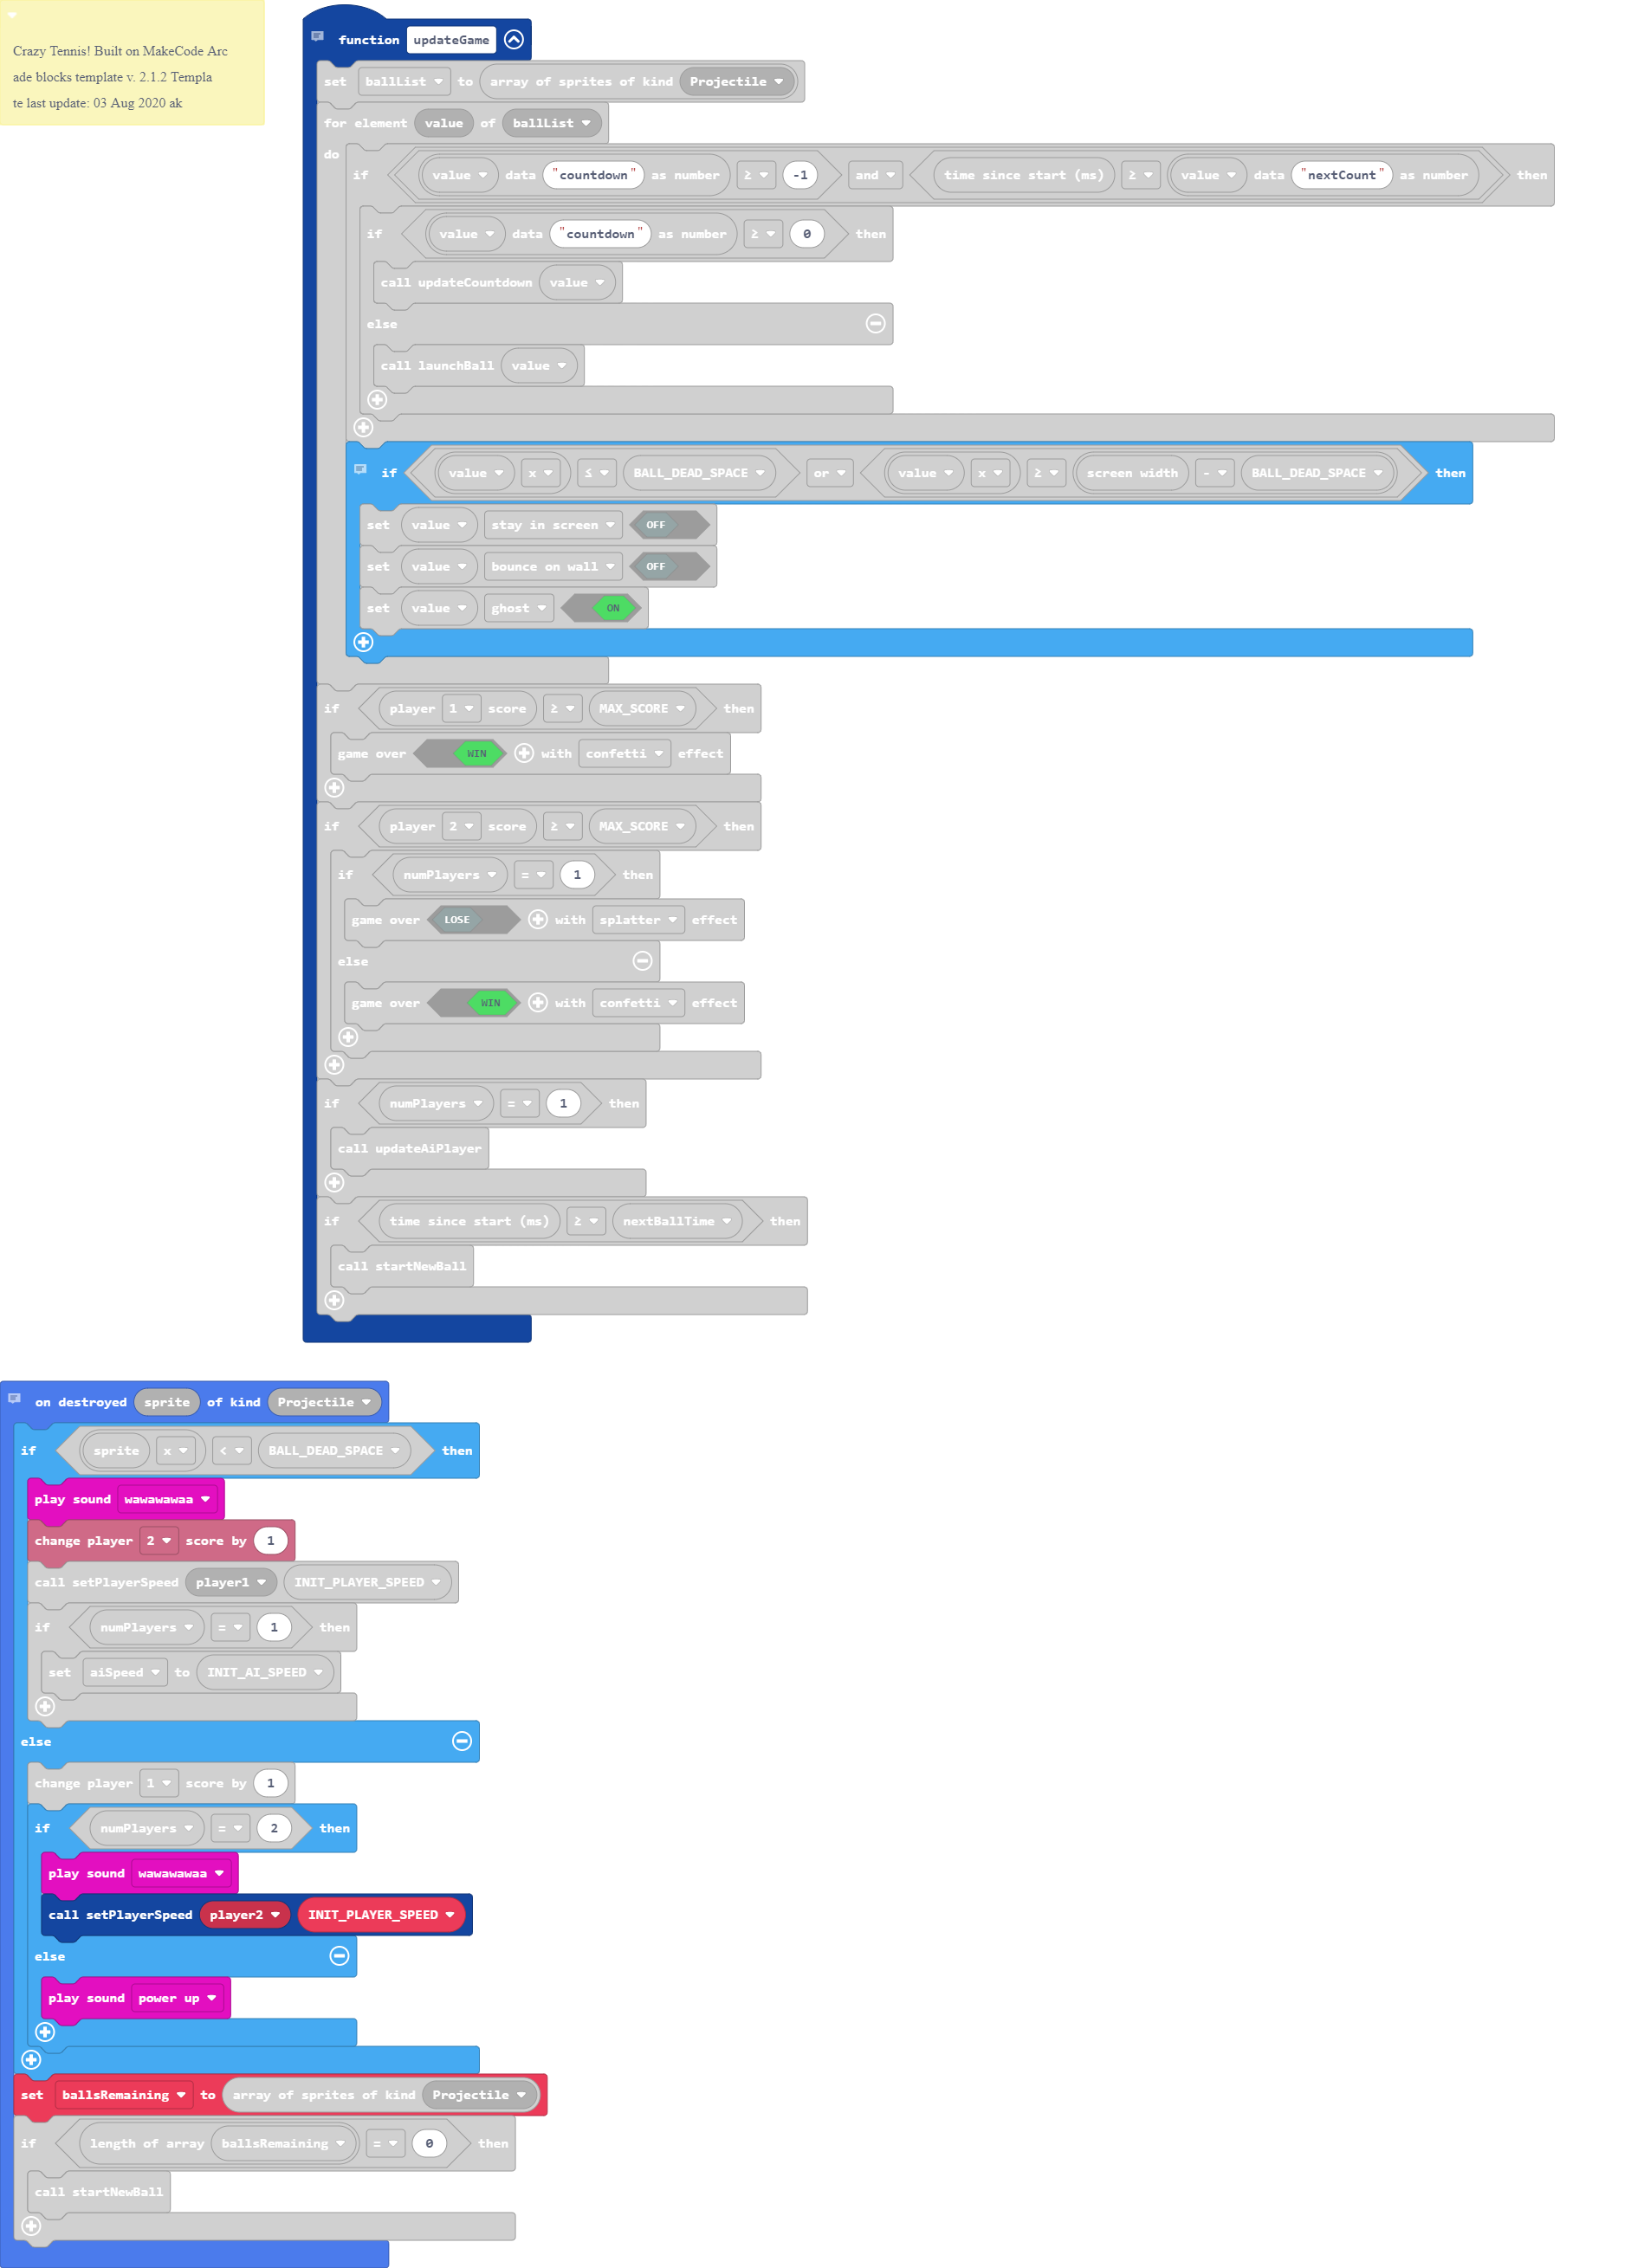 Crazy Tennis! Built on MakeCode Arc
ade blocks template v. 2.1.2 Templa
te last update: 03 Aug 2020 ak
function updateGame
set ballList to array of sprites of kind Projectile
for element value of ballList
do
if value data "countdown" as number ≥ -1 and time since start (ms) ≥ value data "nextCount" as number then
if value data "countdown" as number ≥ 0 then
call updateCountdown value
else
call launchBall value
if value x ≤ BALL_DEAD_SPACE or value x ≥ screen width - BALL_DEAD_SPACE then
set value stay in screen OFF
set value bounce on wall OFF
set value ghost ON
if player 1 score ≥ MAX_SCORE then
game over WIN with confetti effect
if player 2 score ≥ MAX_SCORE then
if numPlayers = 1 then
game over LOSE with splatter effect
else
game over WIN with confetti effect
if numPlayers = 1 then
call updateAiPlayer
if time since start (ms) ≥ nextBallTime then
call startNewBall
on destroyed sprite of kind Projectile
if sprite x < BALL_DEAD_SPACE then
play sound wawawawaa
change player 2 score by 1
call setPlayerSpeed player1 INIT_PLAYER_SPEED
if numPlayers = 1 then
set aiSpeed to INIT_AI_SPEED
else
change player 1 score by 1
if numPlayers = 2 then
play sound wawawawaa
call setPlayerSpeed player2 INIT_PLAYER_SPEED
else
play sound power up
set ballsRemaining to array of sprites of kind Projectile
if length of array ballsRemaining = 0 then
call startNewBall